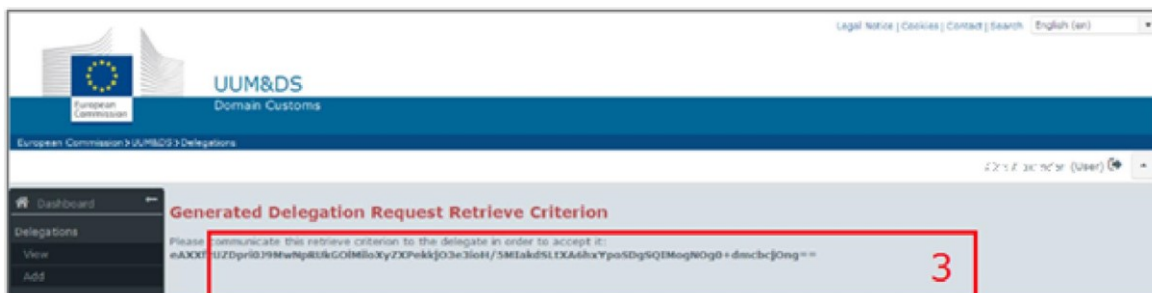 Legal Notice | Cookies | Contact | Search English (en)
UUM&DS
European Commission
Domain Customs
European Commission > UUM&DS > Delegations
(User)
Dashboard
Generated Delegation Request Retrieve Criterion
Delegations
Please communicate this retrieve criterion to the delegate in order to accept it:
View
Add
3